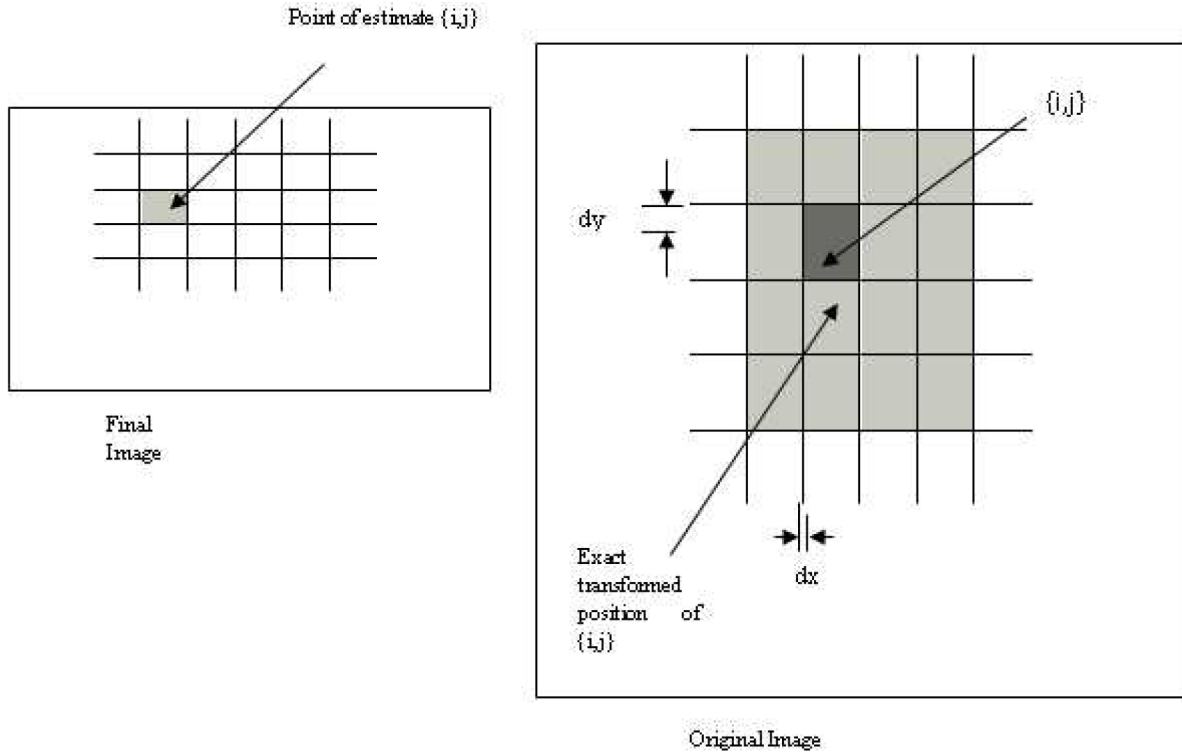 Point of estimate {i,j}
{i,j}
dy
Final
Image
Exact
transformed
position of
{i,j}
dx
Original Image